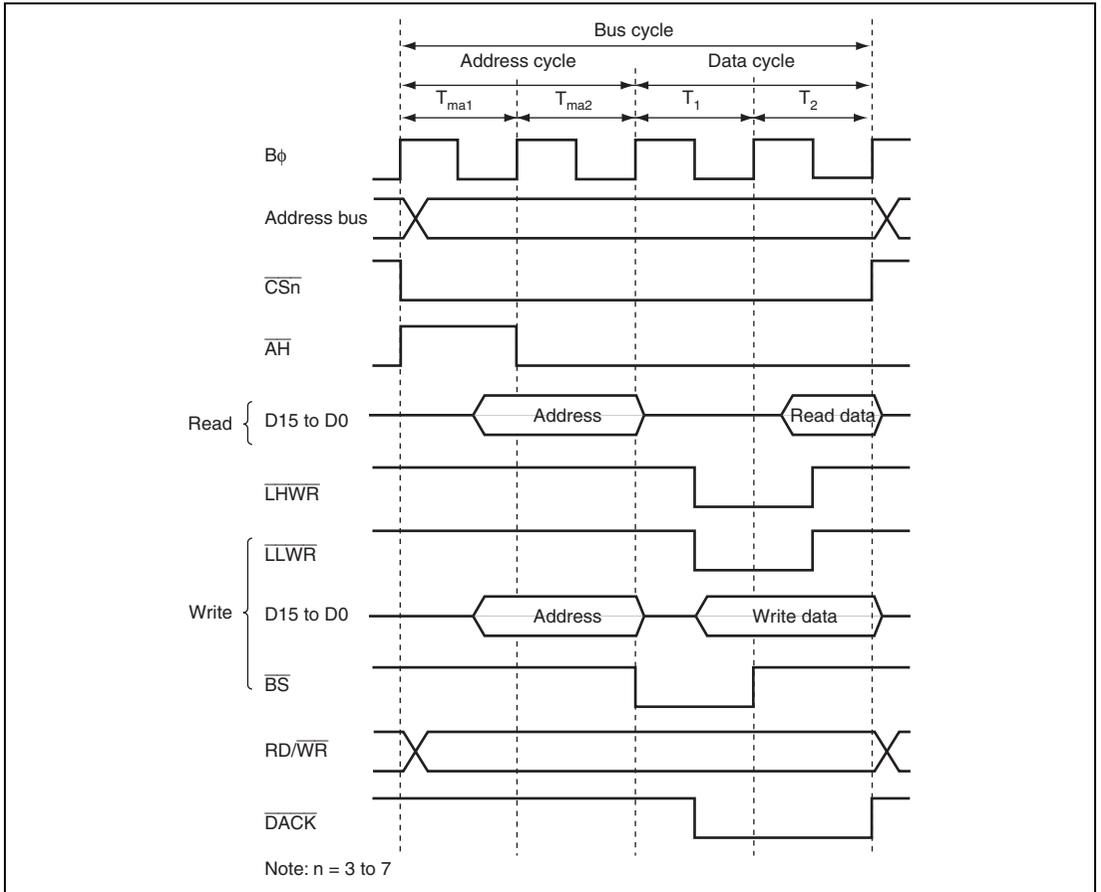 Bus cycle
Address cycle
Data cycle
Tma1
Tma2
T1
T2
Bϕ
Address bus
CSn
AH
Read
D15 to D0
Address
Read data
LHWR
LLWR
Write
D15 to D0
Address
Write data
BS
RD/WR
DACK
Note: n = 3 to 7